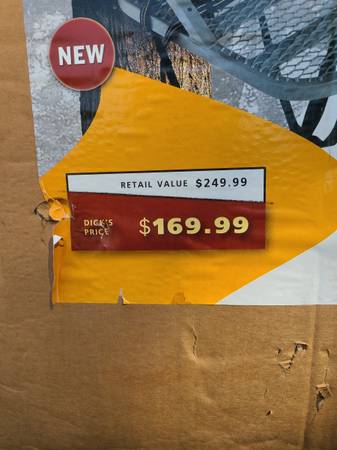 NEW
RETAIL VALUE $249.99
DICK'S
PRICE
$169.99